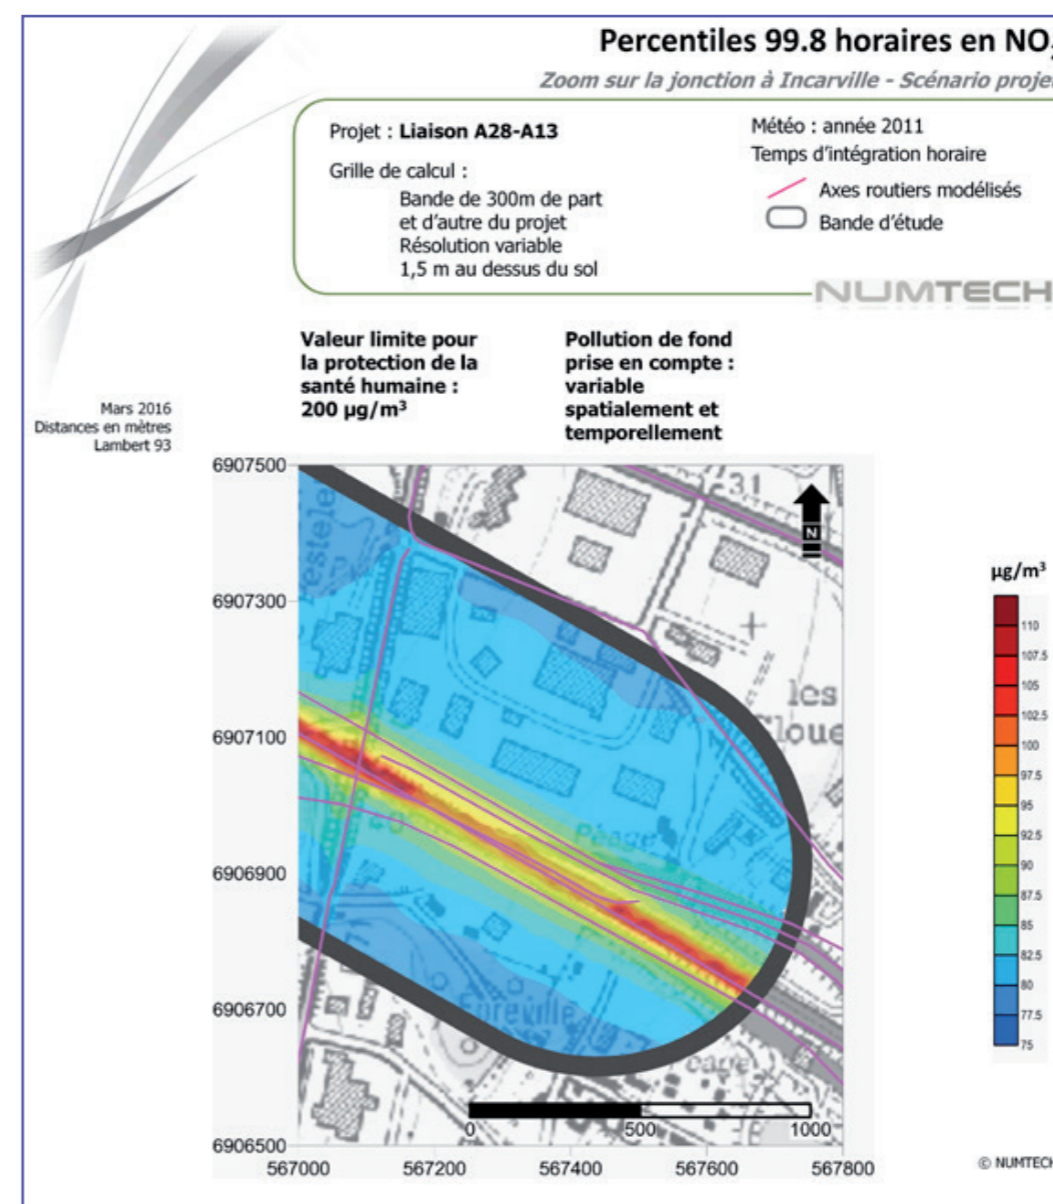 Percentiles 99.8 horaires en NO₂
Zoom sur la jonction à Incarville - Scénario projet
Projet : Liaison A28-A13
Grille de calcul :
Bande de 300m de part
et d'autre du projet
Résolution variable
1,5 m au dessus du sol
Météo : année 2011
Temps d'intégration horaire
Axes routiers modélisés
Bande d'étude
NUMTECH
Valeur limite pour
la protection de la
santé humaine :
200 µg/m³
Pollution de fond
prise en compte :
variable
spatialement et
temporellement
Mars 2016
Distances en mètres
Lambert 93
6907500
6907300
6907100
6906900
6906700
6906500
567000
567200
567400
567600
567800
31
N
les
Péage
0
500
1000
µg/m³
110
107.5
105
102.5
100
97.5
95
92.5
90
87.5
85
82.5
80
77.5
75
© NUMTECH